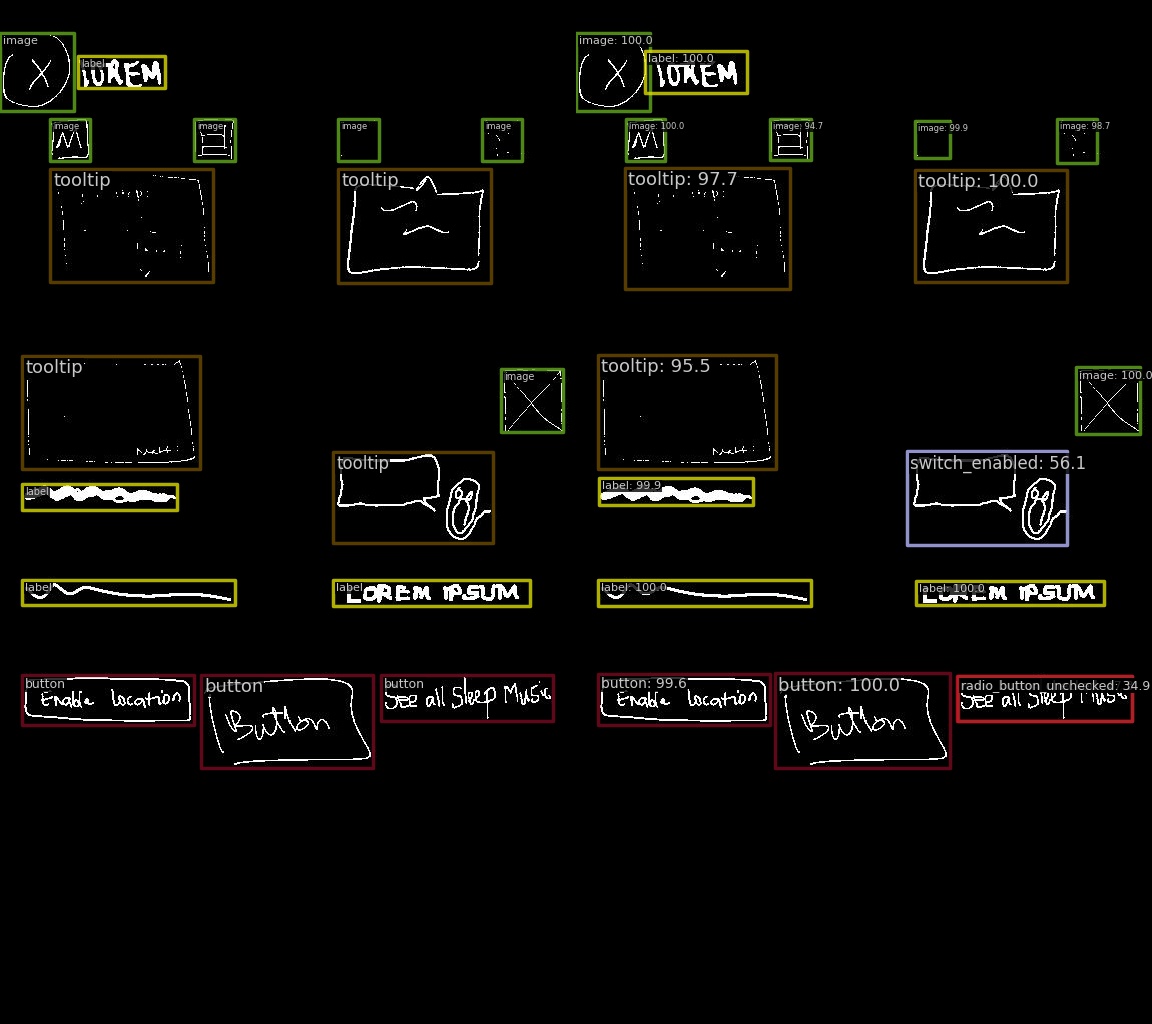 image image: 100.0
label label: 100.0
LOREM LOREM
image image image image image: 100.0 image: 94.7 image: 99.9 image: 98.7
tooltip tooltip tooltip: 97.7 tooltip: 100.0
tooltip tooltip: 95.5
image image: 100.0
tooltip switch_enabled: 56.1
label label: 99.9
label label label: 100.0 label: 100.0
LOREM IPSUM LOREM IPSUM
button button button button: 99.6 button: 100.0 radio_button_unchecked: 34.9
Enable location See all Sleep Music Enable location See all Sleep Music
Button Button